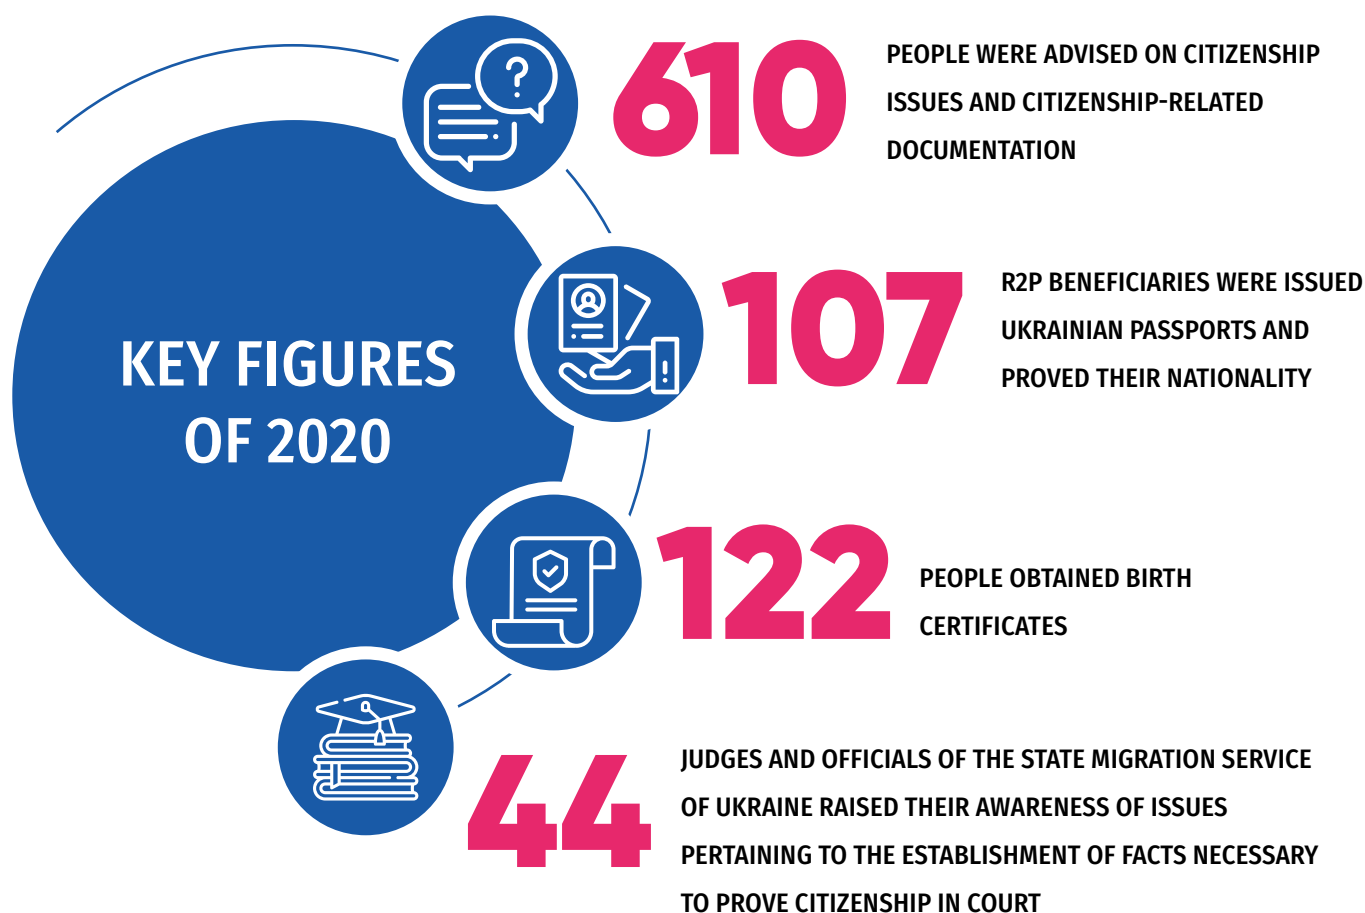 KEY FIGURES
OF 2020
610
PEOPLE WERE ADVISED ON CITIZENSHIP
ISSUES AND CITIZENSHIP-RELATED
DOCUMENTATION
107
R2P BENEFICIARIES WERE ISSUED
UKRAINIAN PASSPORTS AND
PROVED THEIR NATIONALITY
122
PEOPLE OBTAINED BIRTH
CERTIFICATES
44
JUDGES AND OFFICIALS OF THE STATE MIGRATION SERVICE
OF UKRAINE RAISED THEIR AWARENESS OF ISSUES
PERTAINING TO THE ESTABLISHMENT OF FACTS NECESSARY
TO PROVE CITIZENSHIP IN COURT